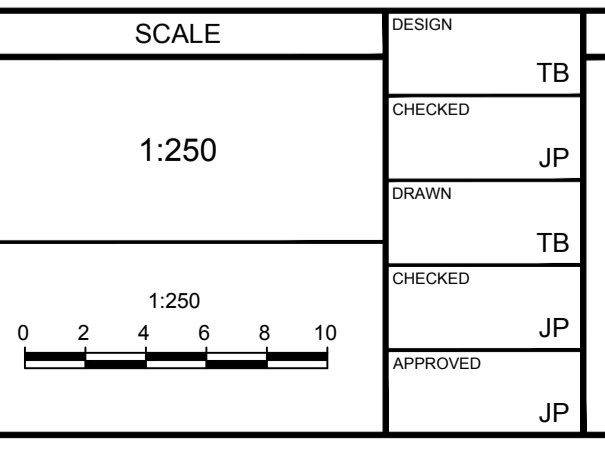 SCALE
1:250
1:250
0 2 4 6 8 10
DESIGN
TB
CHECKED
JP
DRAWN
TB
CHECKED
JP
APPROVED
JP